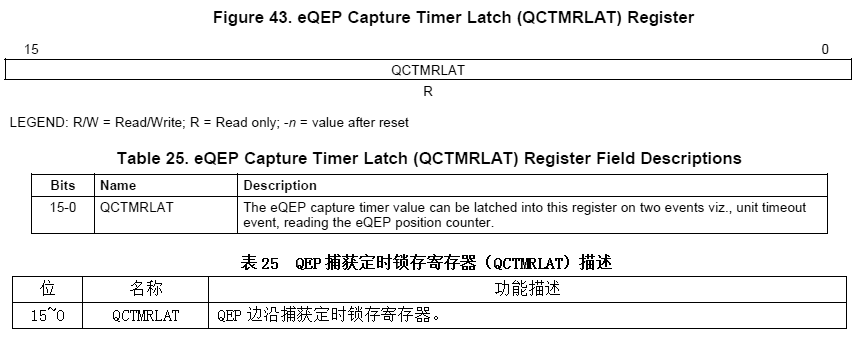 Figure 43. eQEP Capture Timer Latch (QCTMRLAT) Register
15 0
QCTMRLAT
R
LEGEND: R/W = Read/Write; R = Read only; -n = value after reset
Table 25. eQEP Capture Timer Latch (QCTMRLAT) Register Field Descriptions
Bits Name Description
15-0 QCTMRLAT The eQEP capture timer value can be latched into this register on two events viz., unit timeout
event, reading the eQEP position counter.
表 25 QEP 捕获定时锁存寄存器（QCTMRLAT）描述
位 名称 功能描述
15~0 QCTMRLAT QEP 边沿捕获定时锁存寄存器。